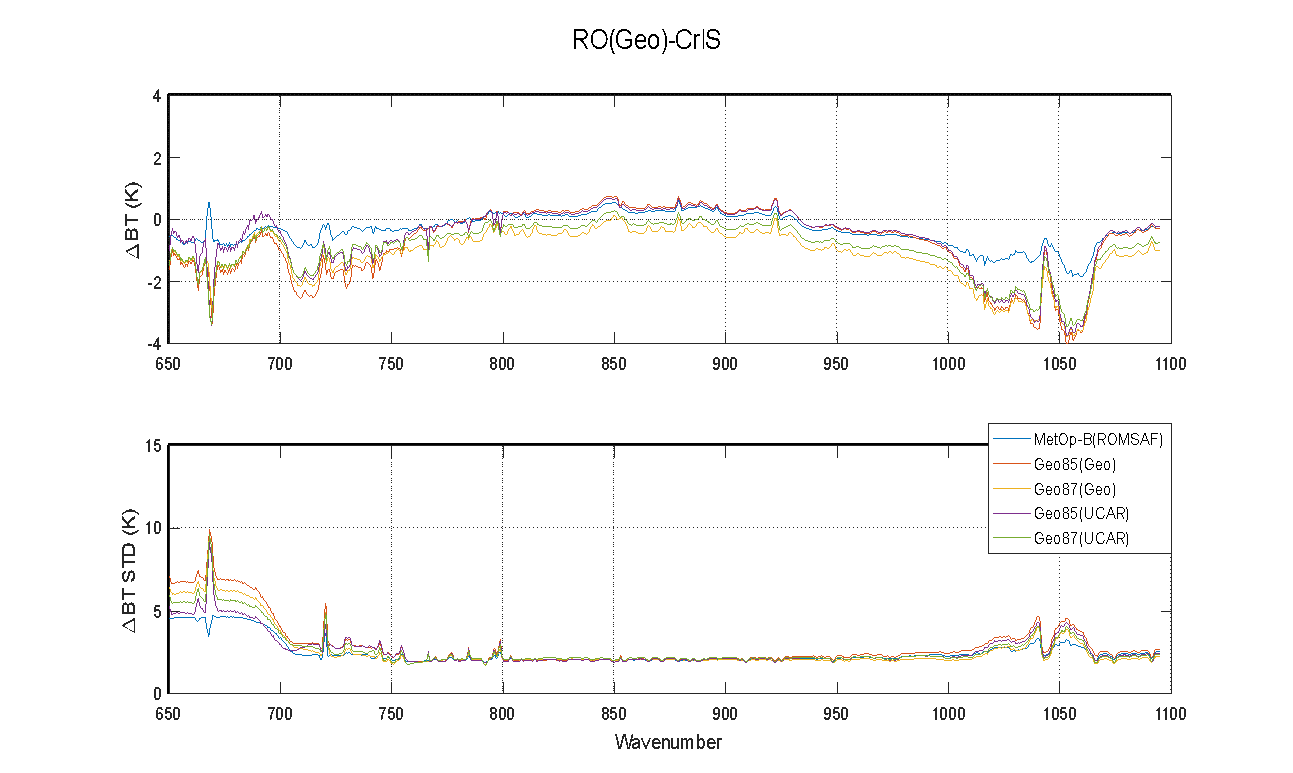 RO(Geo)-CrIS
4
2
0
-2
-4
ΔBT (K)
650 700 750 800 850 900 950 1000 1050 1100
15
10
5
0
ΔBT STD (K)
MetOp-B(ROMSAF)
Geo85(Geo)
Geo87(Geo)
Geo85(UCAR)
Geo87(UCAR)
650 700 750 800 850 900 950 1000 1050 1100
Wavenumber